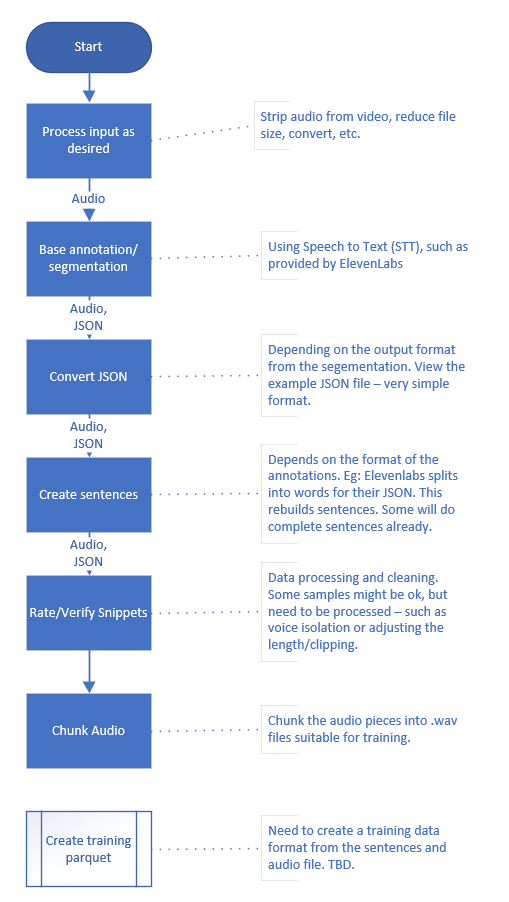 Start
Process input as
desired
Strip audio from video, reduce file
size, convert, etc.
Audio
Base annotation/
segmentation
Using Speech to Text (STT), such as
provided by ElevenLabs
Audio,
JSON
Convert JSON
Depending on the output format
from the segementation. View the
example JSON file – very simple
format.
Audio,
JSON
Create sentences
Depends on the format of the
annotations. Eg: Elevenlabs splits
into words for their JSON. This
rebuilds sentences. Some will do
complete sentences already.
Audio,
JSON
Rate/Verify Snippets
Data processing and cleaning.
Some samples might be ok, but
need to be processed – such as
voice isolation or adjusting the
length/clipping.
Chunk Audio
Chunk the audio pieces into .wav
files suitable for training.
Create training
parquet
Need to create a training data
format from the sentences and
audio file. TBD.